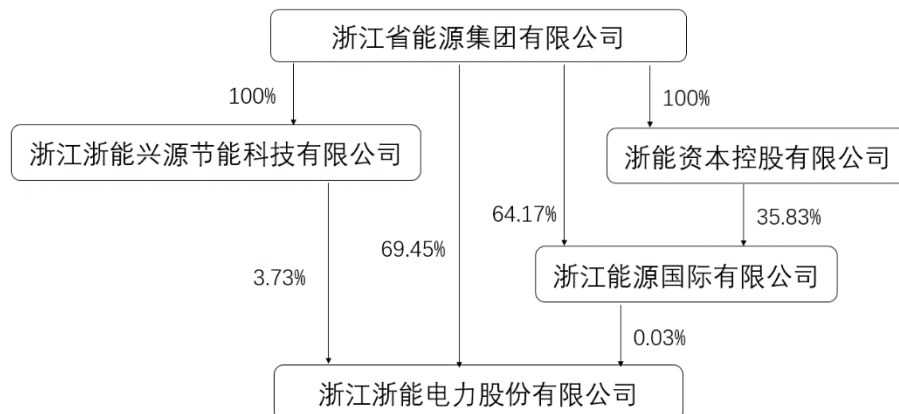 浙江省能源集团有限公司
100%
100%
浙江浙能兴源节能科技有限公司
浙能资本控股有限公司
64.17%
35.83%
69.45%
3.73%
浙江能源国际有限公司
0.03%
浙江浙能电力股份有限公司